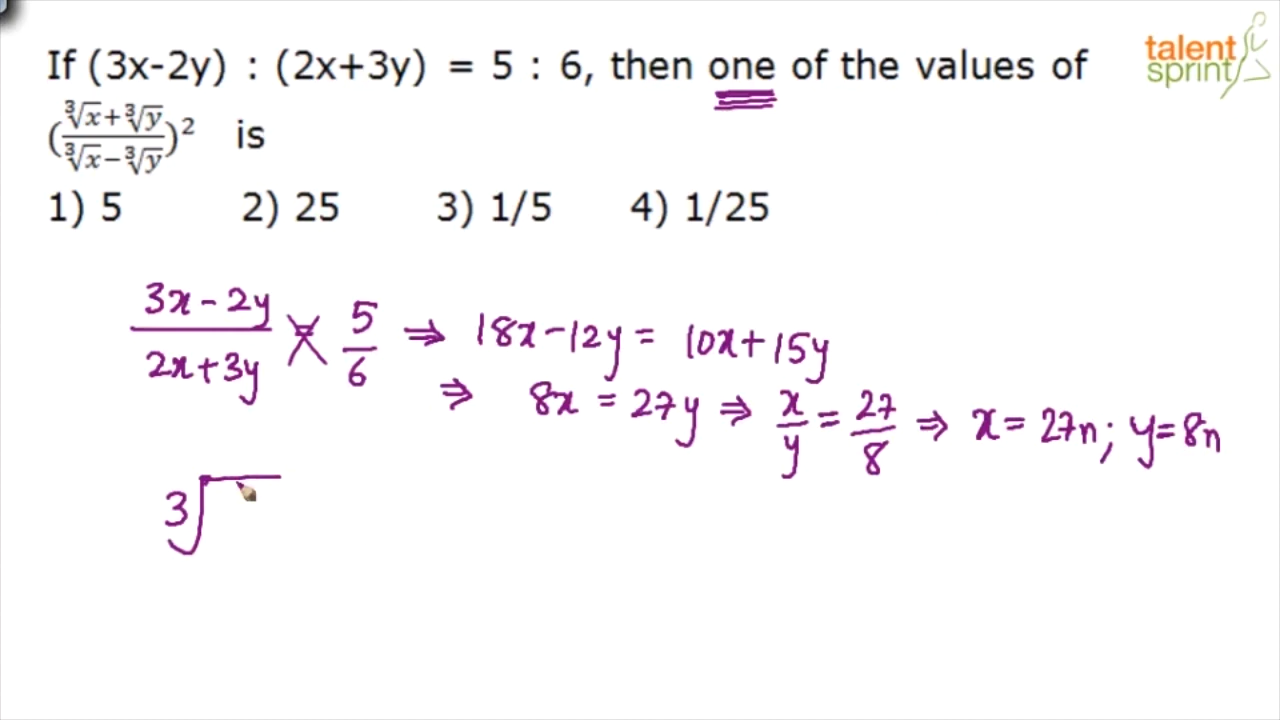 talent
sprint
If (3x-2y) : (2x+3y) = 5 : 6, then one of the values of
(∛x+∛y / ∛x−∛y)² is
1) 5 2) 25 3) 1/5 4) 1/25
3x-2y / 2x+3y = 5/6 ⇒ 18x-12y = 10x+15y
⇒ 8x = 27y ⇒ x/y = 27/8 ⇒ x = 27n; y=8n
3√